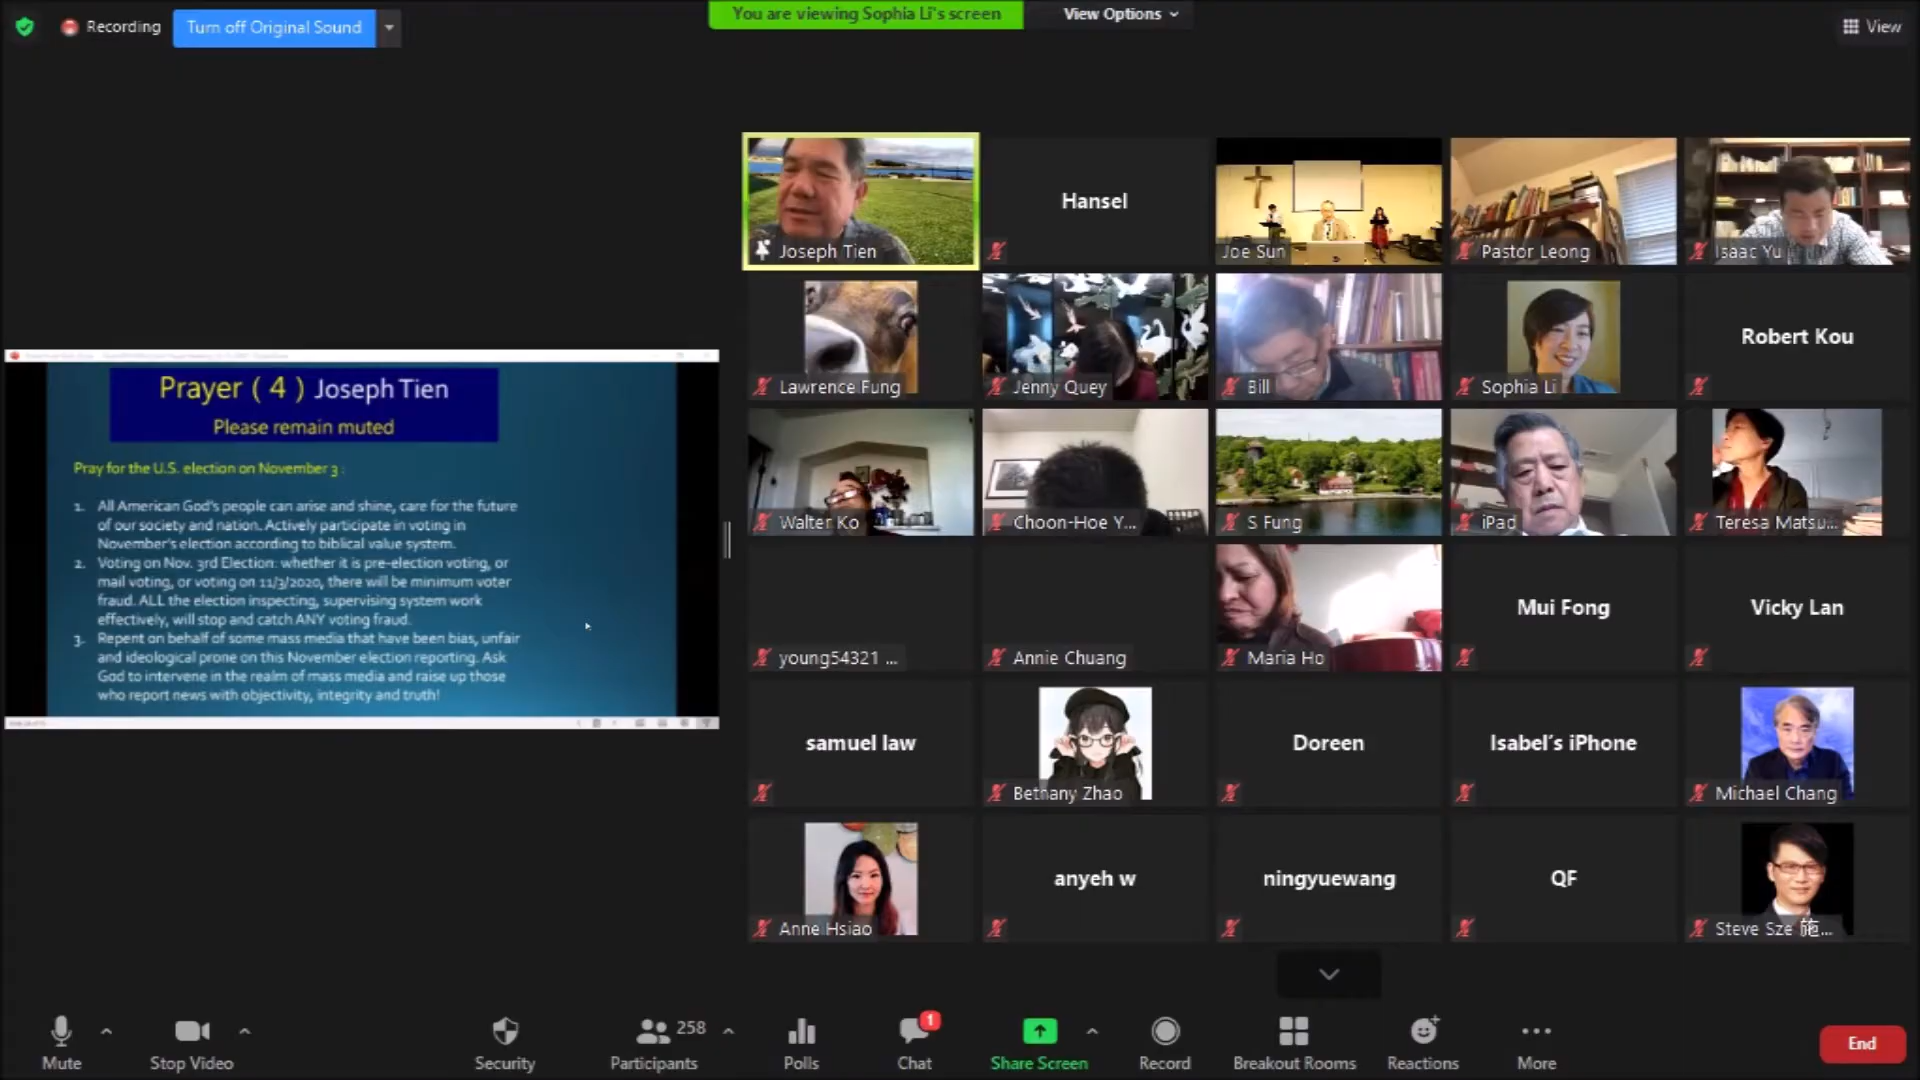 Recording
Turn off Original Sound
You are viewing Sophia Li's screen
View Options
View
Prayer ( 4 ) Joseph Tien
Please remain muted
Pray for the U.S. election on November 3 :
1. All American God's people can arise and shine, care for the future
of our society and nation. Actively participate in voting in
November's election according to biblical value system.
2. Voting on Nov. 3rd Election: whether it is pre-election voting, or
mail voting, or voting on 11/3/2020, there will be minimum voter
fraud. ALL the election inspecting, supervising system work
effectively, will stop and catch ANY voting fraud.
3. Repent on behalf of some mass media that have been bias, unfair
and ideological prone on this November election reporting. Ask
God to intervene in the realm of mass media and raise up those
who report news with objectivity, integrity and truth!
Joseph Tien
Hansel
Joe Sun
Pastor Leong
Isaac Yu
Lawrence Fung
Jenny Quey
Bill
Sophia Li
Robert Kou
Walter Ko
Choon-Hoe Y...
S Fung
iPad
Teresa Matsu...
young54321 ...
Annie Chuang
Maria Ho
Mui Fong
Vicky Lan
samuel law
Bethany Zhao
Doreen
Isabel's iPhone
Michael Chang
Anne Hsiao
anyeh w
ningyuewang
QF
Steve Sze 施...
Mute
Stop Video
Security
Participants 258
Polls
Chat 1
Share Screen
Record
Breakout Rooms
Reactions
More
End